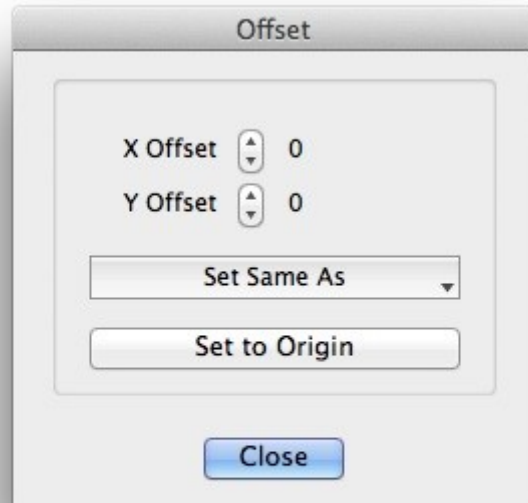 Offset
X Offset 0
Y Offset 0
Set Same As
Set to Origin
Close